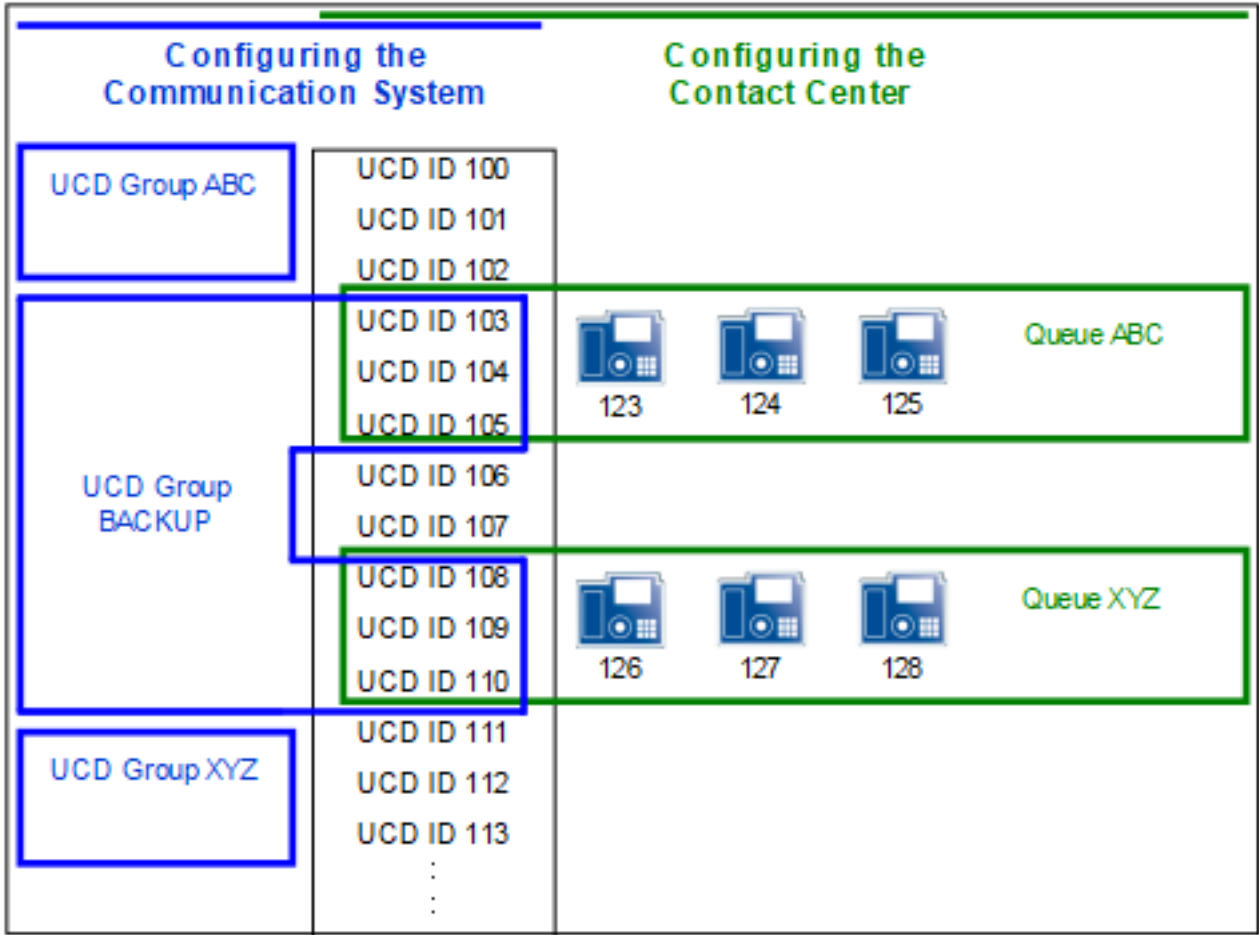 Configuring the
Communication System
Configuring the
Contact Center
UCD Group ABC
UCD ID 100
UCD ID 101
UCD ID 102
UCD ID 103
UCD ID 104
UCD ID 105
UCD ID 106
UCD ID 107
UCD ID 108
UCD ID 109
UCD ID 110
UCD ID 111
UCD ID 112
UCD ID 113
:
:
123
124
125
Queue ABC
UCD Group
BACKUP
126
127
128
Queue XYZ
UCD Group XYZ